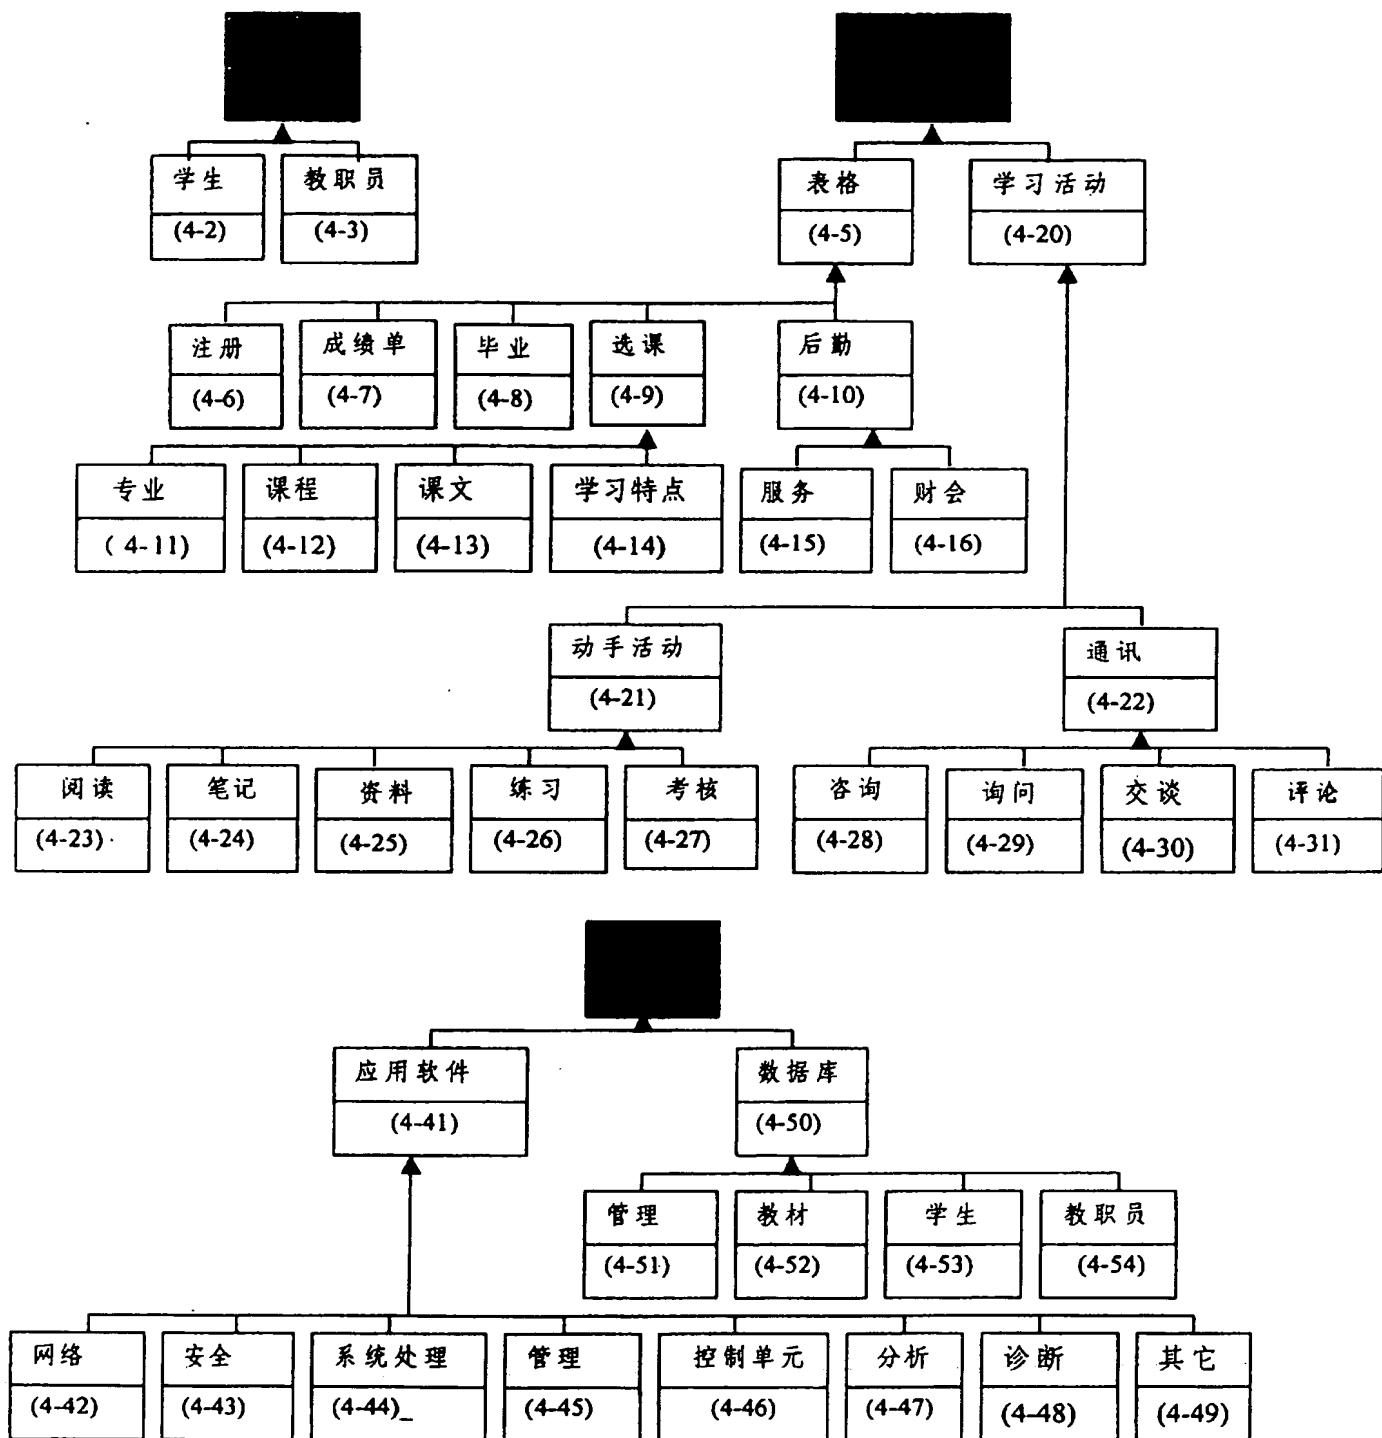 学生
教职员
表格
学习活动
(4-2)
(4-3)
(4-5)
(4-20)
注册
成绩单
毕业
选课
后勤
(4-6)
(4-7)
(4-8)
(4-9)
(4-10)
专业
课程
课文
学习特点
服务
财会
( 4-11)
(4-12)
(4-13)
(4-14)
(4-15)
(4-16)
动手活动
通讯
(4-21)
(4-22)
阅读
笔记
资料
练习
考核
咨询
询问
交谈
评论
(4-23)
(4-24)
(4-25)
(4-26)
(4-27)
(4-28)
(4-29)
(4-30)
(4-31)
应用软件
数据库
(4-41)
(4-50)
管理
教材
学生
教职员
(4-51)
(4-52)
(4-53)
(4-54)
网络
安全
系统处理
管理
控制单元
分析
诊断
其它
(4-42)
(4-43)
(4-44)
(4-45)
(4-46)
(4-47)
(4-48)
(4-49)